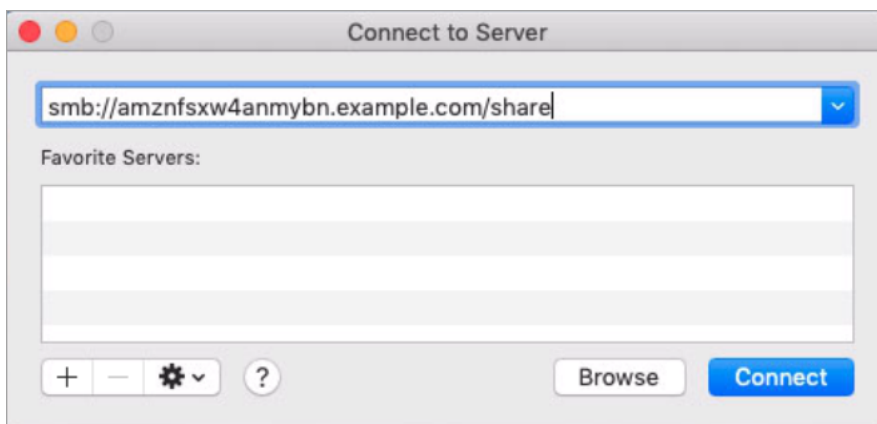 Connect to Server
smb://amznfsxw4anmybn.example.com/share
Favorite Servers:
+ − ?
Browse Connect